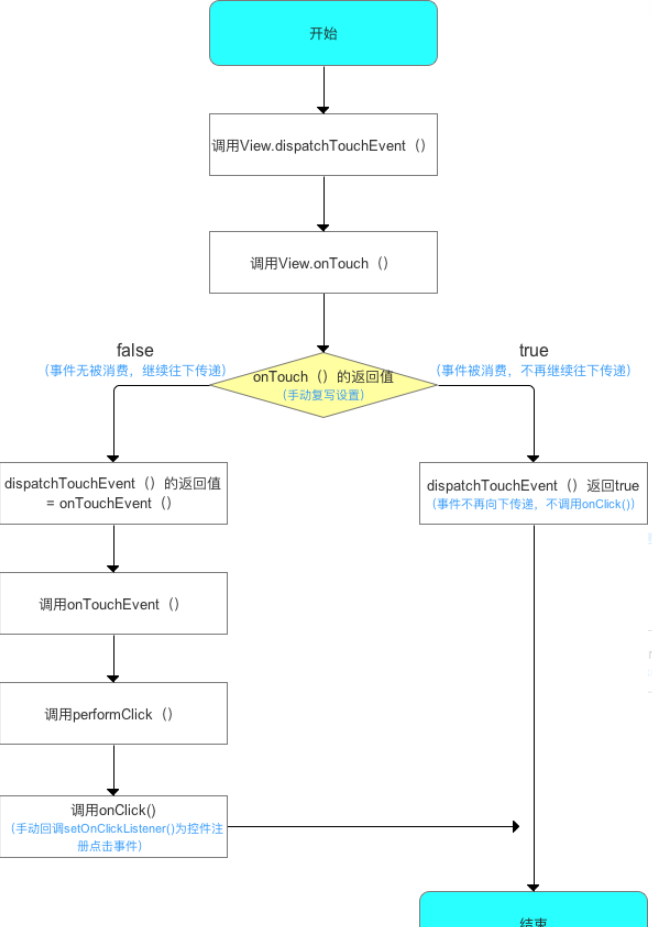 开始
调用View.dispatchTouchEvent（）
调用View.onTouch（）
false
（事件无被消费，继续往下传递）
true
（事件被消费，不再继续往下传递）
onTouch（）的返回值
（手动复写设置）
dispatchTouchEvent（）的返回值
= onTouchEvent（）
dispatchTouchEvent（）返回true
（事件不再向下传递，不调用onClick()）
调用onTouchEvent（）
调用performClick（）
调用onClick()
（手动回调setOnClickListener()为控件注
册点击事件）
结束